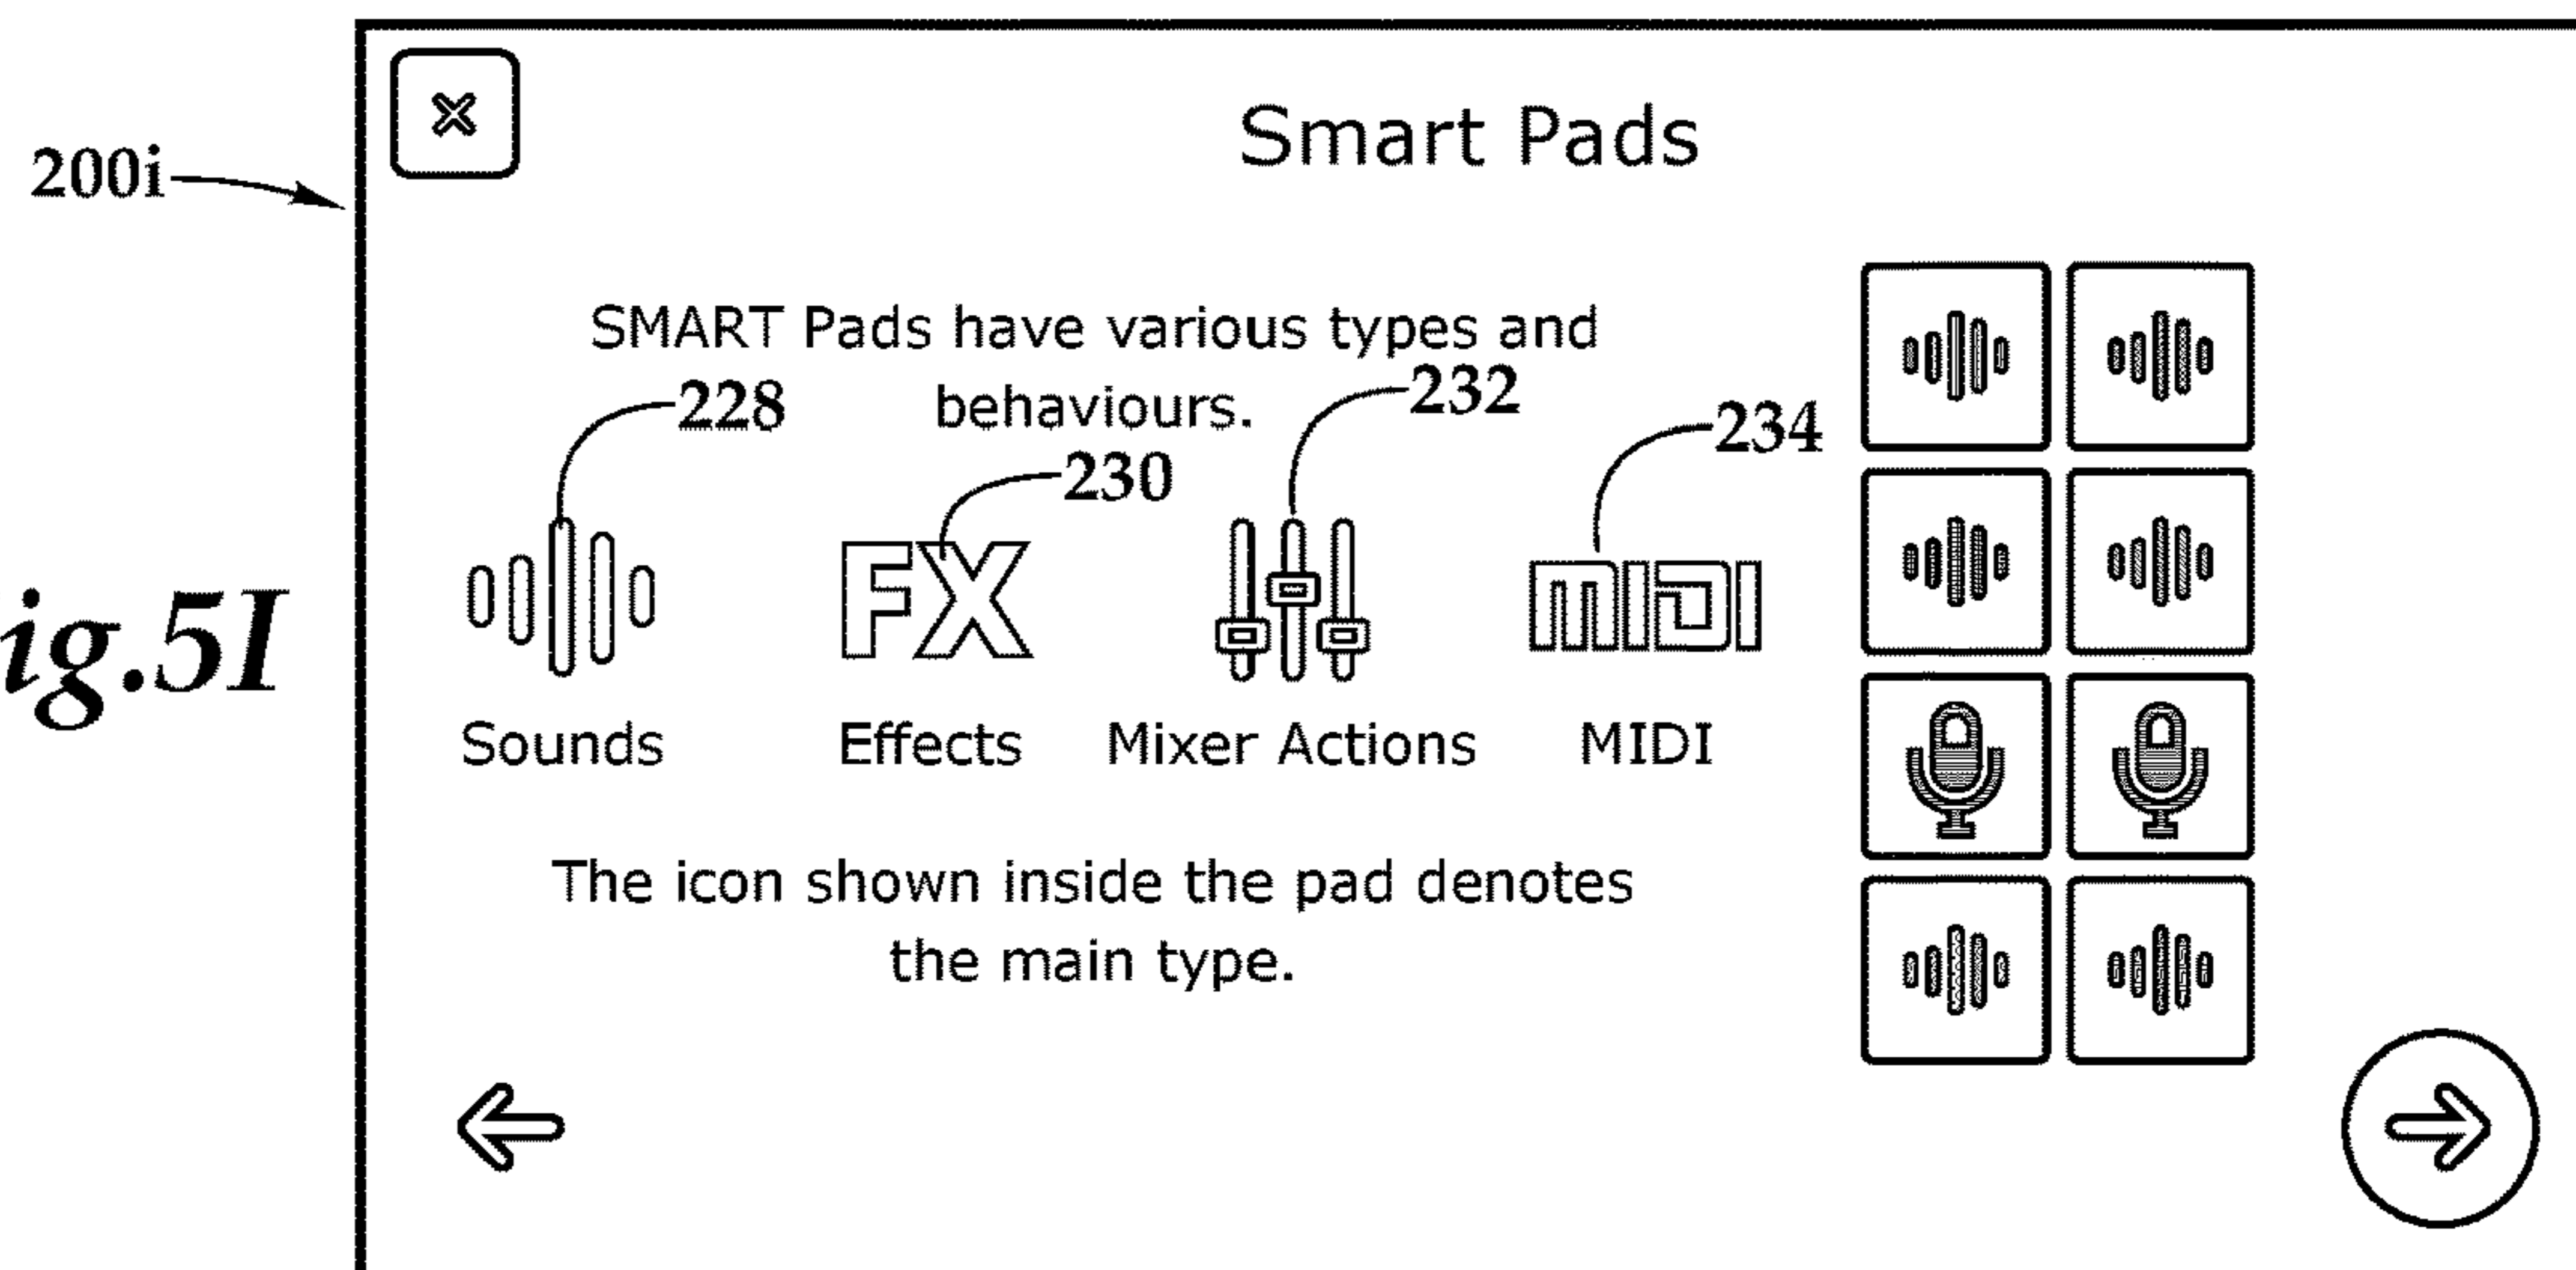 Smart Pads
200i
SMART Pads have various types and
behaviours.
228
232
234
230
FX
MIDI
ig.5I
Sounds
Effects
Mixer Actions
MIDI
The icon shown inside the pad denotes
the main type.